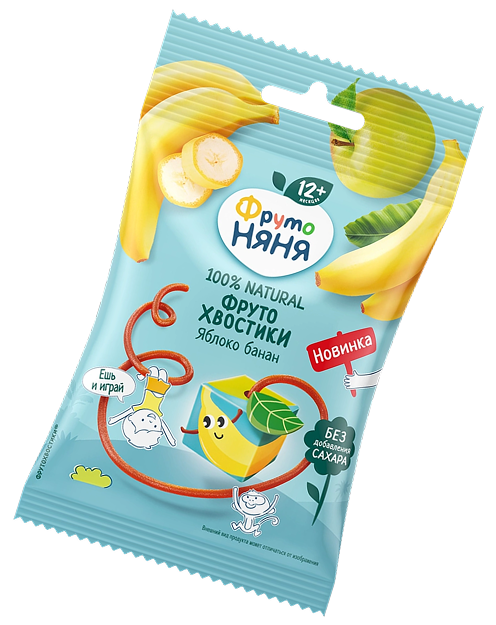 12+
месяцев
Фруто
НЯНЯ
100% NATURAL
ФРУТО
ХВОСТИКИ
Яблоко банан
Новинка
Ешь
и играй
БЕЗ
добавления
САХАРА
ФРУТОХВОСТИКИ®
Внешний вид продукта может отличаться от изображения